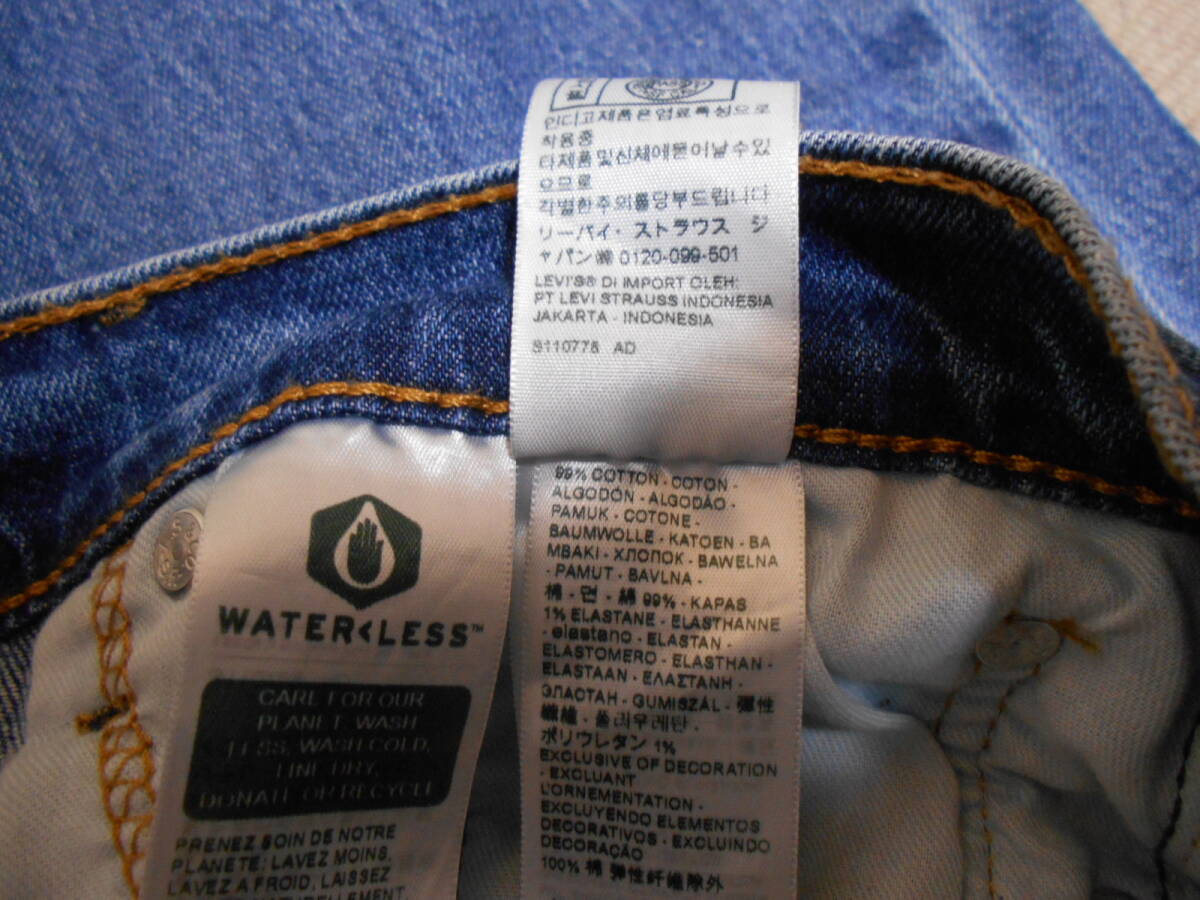 인디고제품은염료특성으로
착용중
타제품및신체에묻어날수있
으므로
각별한주의를당부드립니다
リーバイ・ストラウス ジ
ャパン㈱ 0120-099-501
LEVI'S® DI IMPORT OLEH:
PT LEVI STRAUSS INDONESIA
JAKARTA - INDONESIA
S110778 AD
99% COTTON - COTON -
ALGODÓN - ALGODÃO -
PAMUK - COTONE -
BAUMWOLLE - KATOEN - BA
MBAKI - ХЛОПОК - BAWEŁNA
- PAMUT - BAVLNA -
棉 - 면 - 綿 99% - KAPAS
1% ELASTANE - ELASTHANNE
- elastano - ELASTAN -
ELASTOMERO - ELASTHAN -
ELASTAAN - ΕΛΑΣΤΑΝΗ -
ЭЛАСТАН - GUMISZÁL - 彈性
纖維 - 폴리우레탄 -
ポリウレタン 1%
EXCLUSIVE OF DECORATION
- EXCLUANT
L'ORNEMENTATION -
EXCLUYENDO ELEMENTOS
DECORATIVOS - EXCLUINDO
DECORAÇÃO
100% 棉 弹性纤维除外
WATER<LESS™
CARE FOR OUR
PLANET: WASH
LESS, WASH COLD,
LINE DRY,
DONATE OR RECYCLE
PRENEZ SOIN DE NOTRE
PLANÈTE: LAVEZ MOINS,
LAVEZ A FROID, LAISSEZ
NATURELLEMENT,